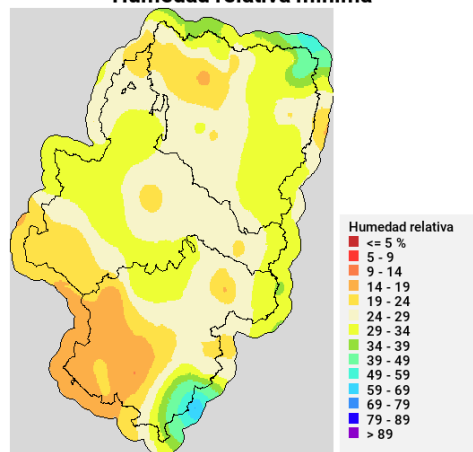 Humedad relativa mínima
Humedad relativa
<= 5 %
5 - 9
9 - 14
14 - 19
19 - 24
24 - 29
29 - 34
34 - 39
39 - 49
49 - 59
59 - 69
69 - 79
79 - 89
> 89